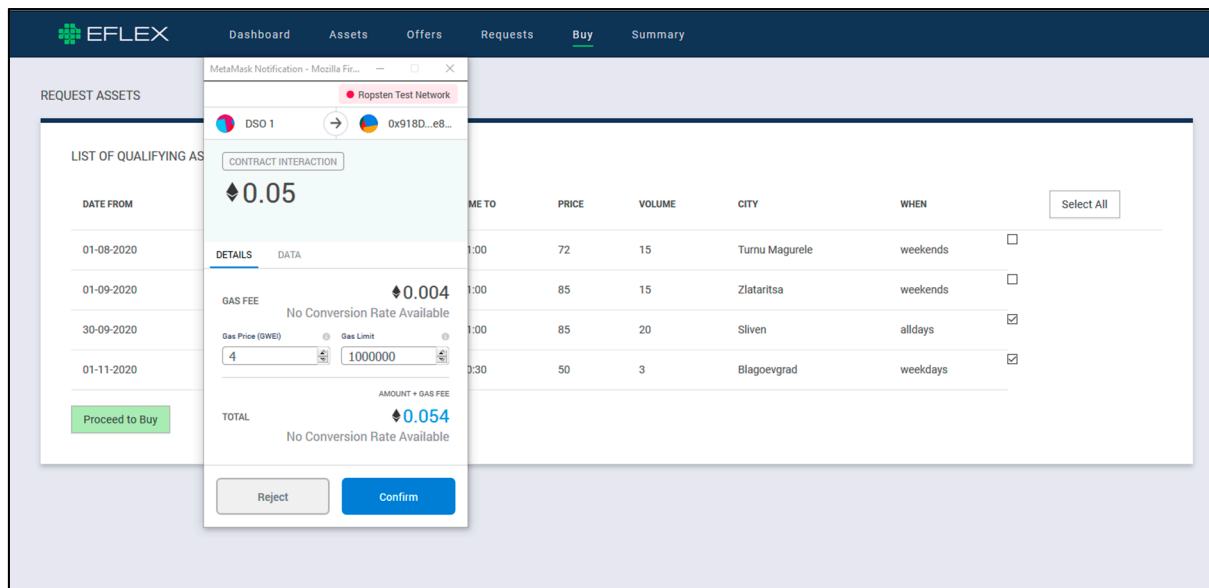 EFLEX Dashboard Assets Offers Requests Buy Summary
MetaMask Notification - Mozilla Fir...
REQUEST ASSETS
Ropsten Test Network
DSO 1 0x918D...e8...
LIST OF QUALIFYING AS
CONTRACT INTERACTION
0.05
DATE FROM ME TO PRICE VOLUME CITY WHEN Select All
01-08-2020 1:00 72 15 Turnu Magurele weekends
DETAILS DATA
01-09-2020 1:00 85 15 Zlataritsa weekends
GAS FEE 0.004
No Conversion Rate Available
30-09-2020 1:00 85 20 Sliven alldays
Gas Price (GWEI) Gas Limit
4 1000000
01-11-2020 0:30 50 3 Blagoevgrad weekdays
AMOUNT + GAS FEE
Proceed to Buy
TOTAL 0.054
No Conversion Rate Available
Reject Confirm